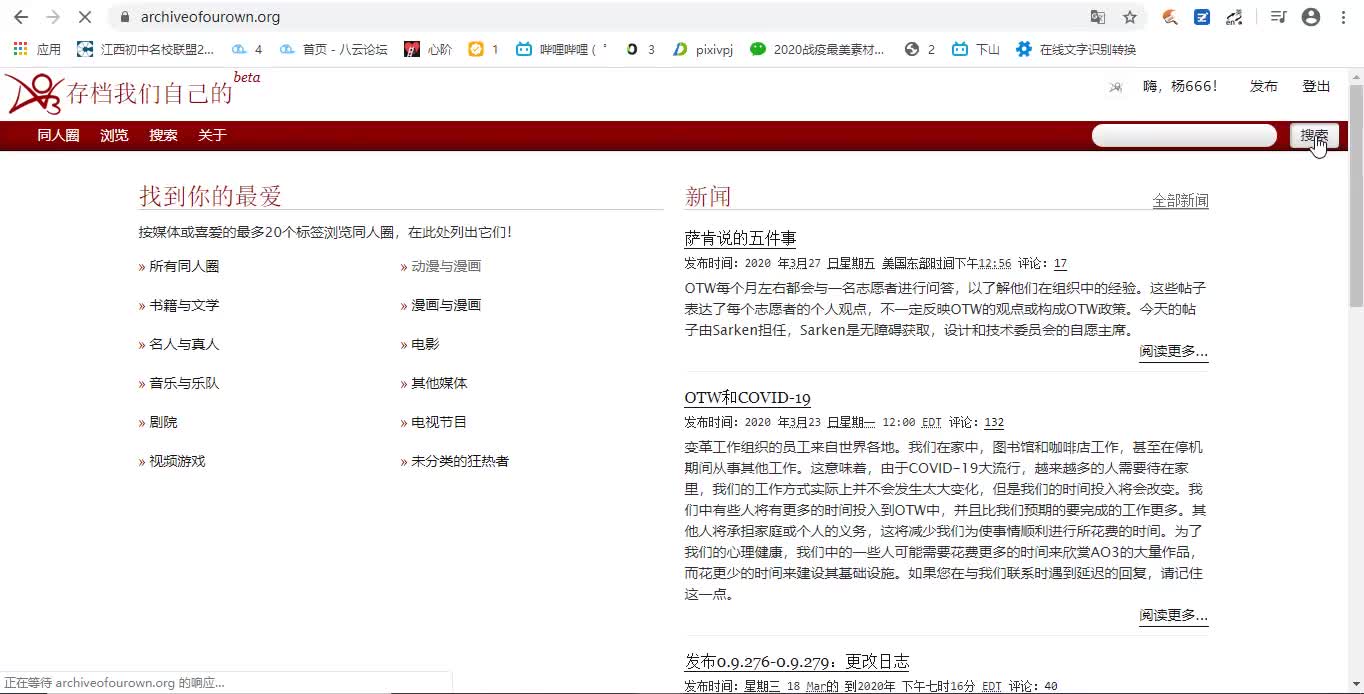 archiveofourown.org
应用 江西初中名校联盟2... 4 首页 - 八云论坛 心阶 1 哔哩哔哩 ( ゜ 3 pixivpj 2020战疫最美素材... 2 下山 在线文字识别转换
存档我们自己的 beta
嗨，杨666！ 发布 登出
同人圈 浏览 搜索 关于 搜索
找到你的最爱
按媒体或喜爱的最多20个标签浏览同人圈，在此处列出它们！
» 所有同人圈 » 动漫与漫画
» 书籍与文学 » 漫画与漫画
» 名人与真人 » 电影
» 音乐与乐队 » 其他媒体
» 剧院 » 电视节目
» 视频游戏 » 未分类的狂热者
新闻 全部新闻
萨肯说的五件事
发布时间：2020 年3月27 日星期五 美国东部时间下午12:56 评论：17
OTW每个月左右都会与一名志愿者进行问答，以了解他们在组织中的经验。这些帖子
表达了每个志愿者的个人观点，不一定反映OTW的观点或构成OTW政策。今天的帖
子由Sarken担任，Sarken是无障碍获取，设计和技术委员会的自愿主席。
阅读更多...
OTW和COVID-19
发布时间：2020 年3月23 日星期一 12:00 EDT 评论：132
变革工作组织的员工来自世界各地。我们在家中，图书馆和咖啡店工作，甚至在停机
期间从事其他工作。这意味着，由于COVID-19大流行，越来越多的人需要待在家
里，我们的工作方式实际上并不会发生太大变化，但是我们的时间投入将会改变。我
们中有些人将有更多的时间投入到OTW中，并且比我们预期的要完成的工作更多。其
他人将承担家庭或个人的义务，这将减少我们为使事情顺利进行所花费的时间。为了
我们的心理健康，我们中的一些人可能需要花费更多的时间来欣赏AO3的大量作品，
而花更少的时间来建设其基础设施。如果您在与我们联系时遇到延迟的回复，请记住
这一点。
阅读更多...
发布0.9.276-0.9.279：更改日志
发布时间：星期三 18 Mar的 到2020年 下午七时16分 EDT 评论：40
正在等待 archiveofourown.org 的响应...